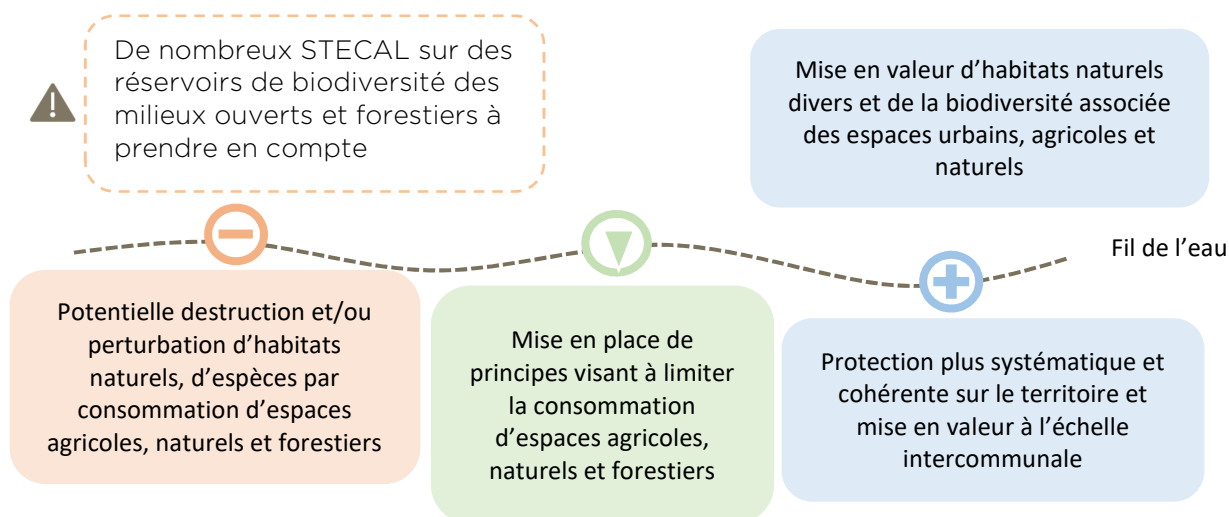 De nombreux STECAL sur des
réservoirs de biodiversité des
milieux ouverts et forestiers à
prendre en compte
Mise en valeur d’habitats naturels
divers et de la biodiversité associée
des espaces urbains, agricoles et
naturels
Fil de l’eau
Potentielle destruction et/ou
perturbation d’habitats
naturels, d’espèces par
consommation d’espaces
agricoles, naturels et forestiers
Mise en place de
principes visant à limiter
la consommation
d’espaces agricoles,
naturels et forestiers
Protection plus systématique et
cohérente sur le territoire et
mise en valeur à l’échelle
intercommunale